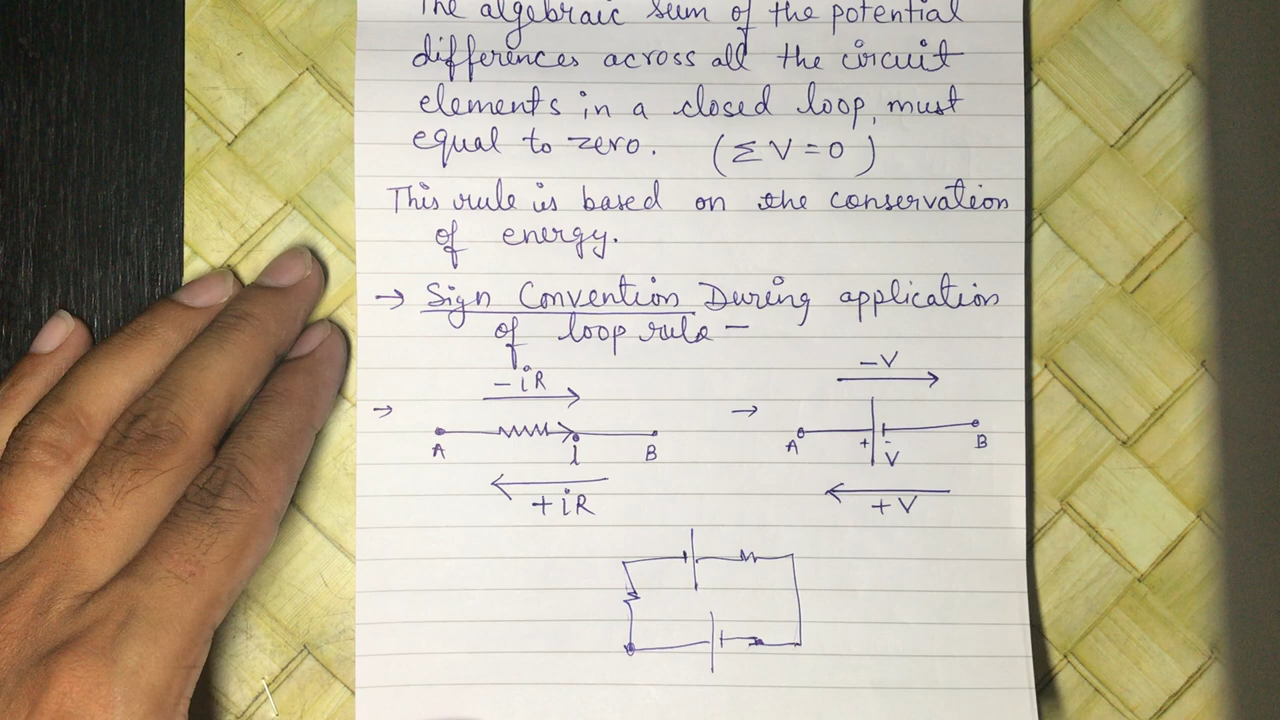 The algebraic sum of the potential
differences across all the circuit
elements in a closed loop, must
equal to zero. (ΣV=0)
This rule is based on the conservation
of energy.
→ Sign Convention During application
of loop rule —
-iR
→
A i B
+iR
-V
→
A + - B
V
+V